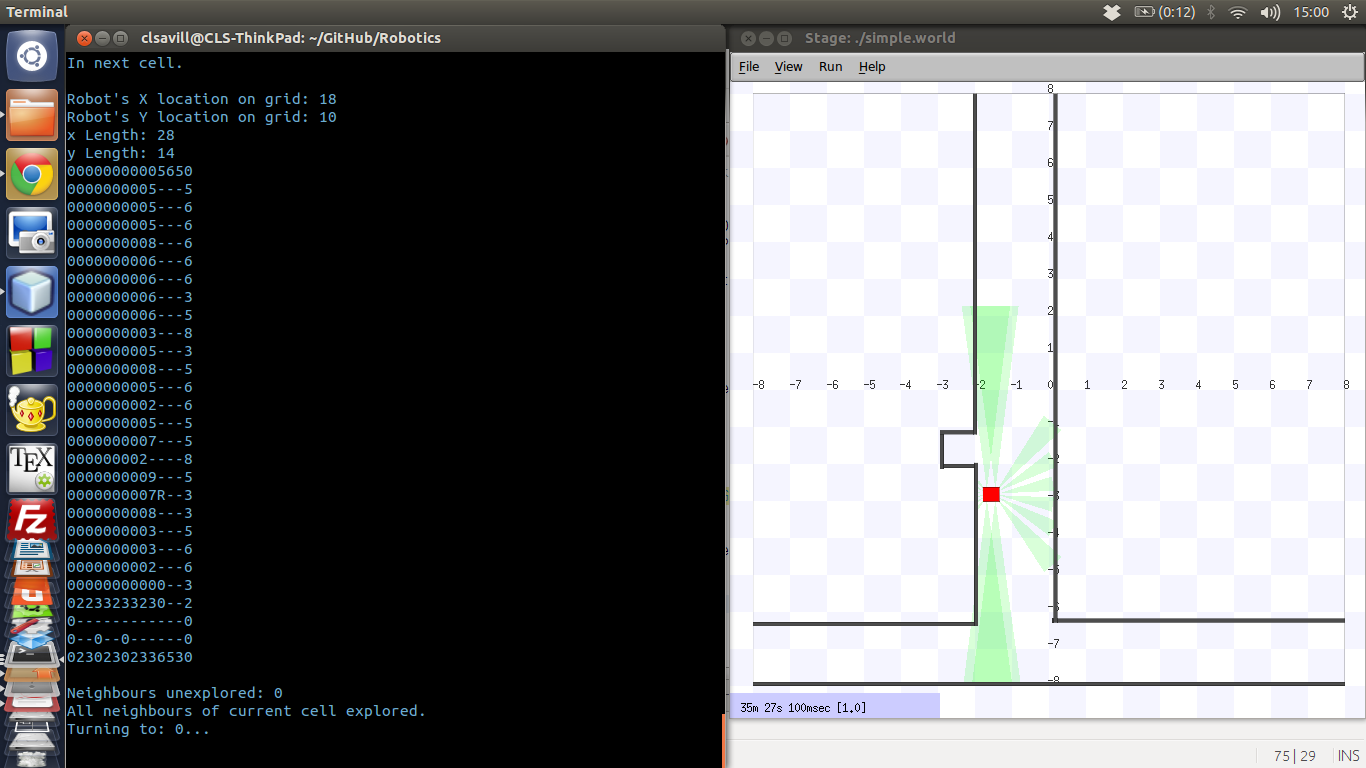 Terminal
(0:12)
15:00
clsavill@CLS-ThinkPad: ~/GitHub/Robotics
In next cell.
Robot's X location on grid: 18
Robot's Y location on grid: 10
x Length: 28
y Length: 14
00000000005650
0000000005---5
0000000005---6
0000000005---6
0000000008---6
0000000006---6
0000000006---6
0000000006---3
0000000006---5
0000000003---8
0000000005---3
0000000008---5
0000000005---6
0000000002---6
0000000005---5
0000000007---5
000000002----8
0000000009---5
0000000007R--3
0000000008---3
0000000003---5
0000000003---6
0000000002---6
00000000000--3
02233233230--2
0------------0
0--0--0------0
02302302336530
Neighbours unexplored: 0
All neighbours of current cell explored.
Turning to: 0...
Stage: ./simple.world
File View Run Help
8
7
6
5
4
3
2
1
-8 -7 -6 -5 -4 -3 -2 -1 0 1 2 3 4 5 6 7 8
-1
-2
-3
-4
-5
-6
-7
-8
35m 27s 100msec [1.0]
75 | 29 INS
TEX
FZ